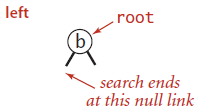 left
root
b
search ends
at this null link